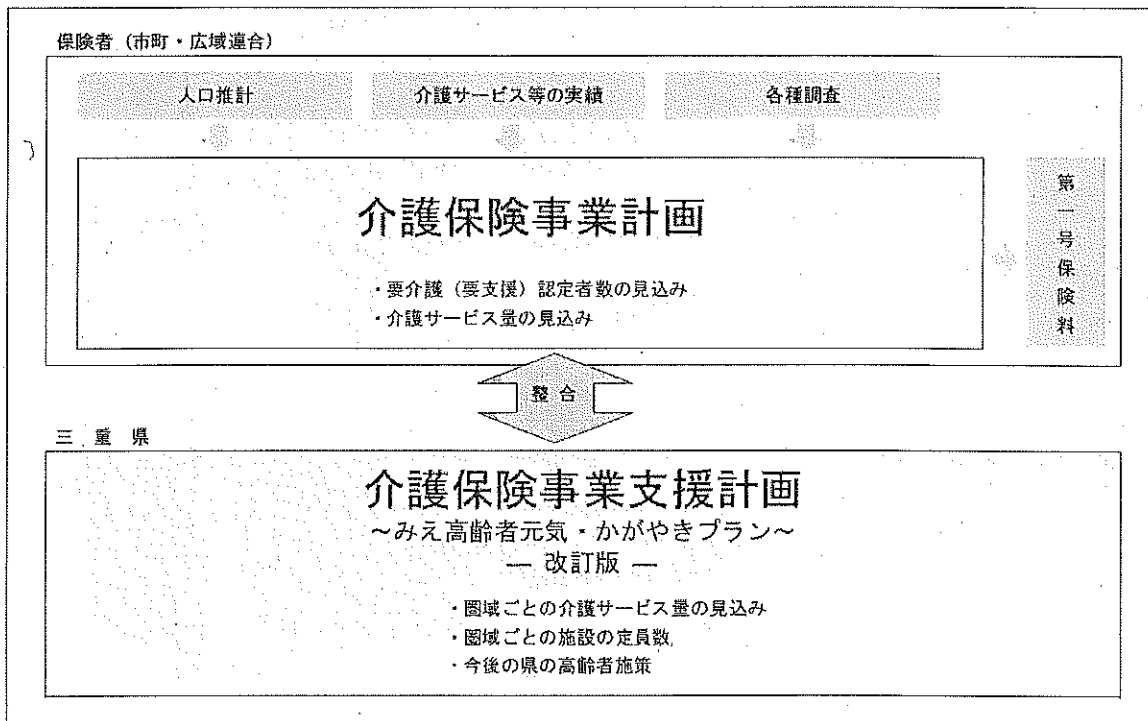 保険者（市町・広域連合）
人口推計
介護サービス等の実績
各種調査
介護保険事業計画
・要介護（要支援）認定者数の見込み
・介護サービス量の見込み
第一号保険料
整合
三重県
介護保険事業支援計画
～みえ高齢者元気・かがやきプラン～
― 改訂版 ―
・圏域ごとの介護サービス量の見込み
・圏域ごとの施設の定員数
・今後の県の高齢者施策